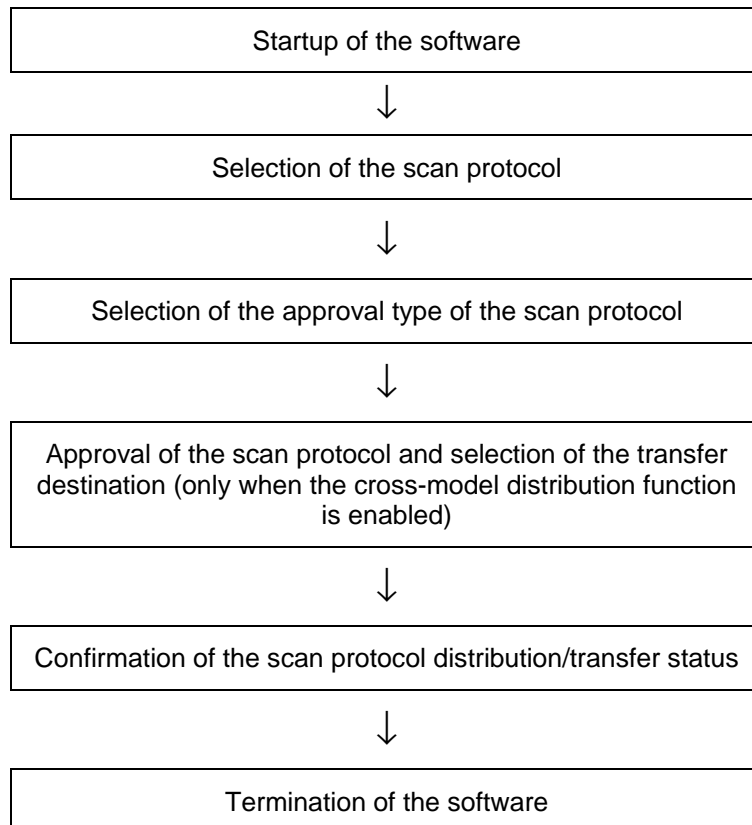 Startup of the software
↓
Selection of the scan protocol
↓
Selection of the approval type of the scan protocol
↓
Approval of the scan protocol and selection of the transfer
destination (only when the cross-model distribution function
is enabled)
↓
Confirmation of the scan protocol distribution/transfer status
↓
Termination of the software